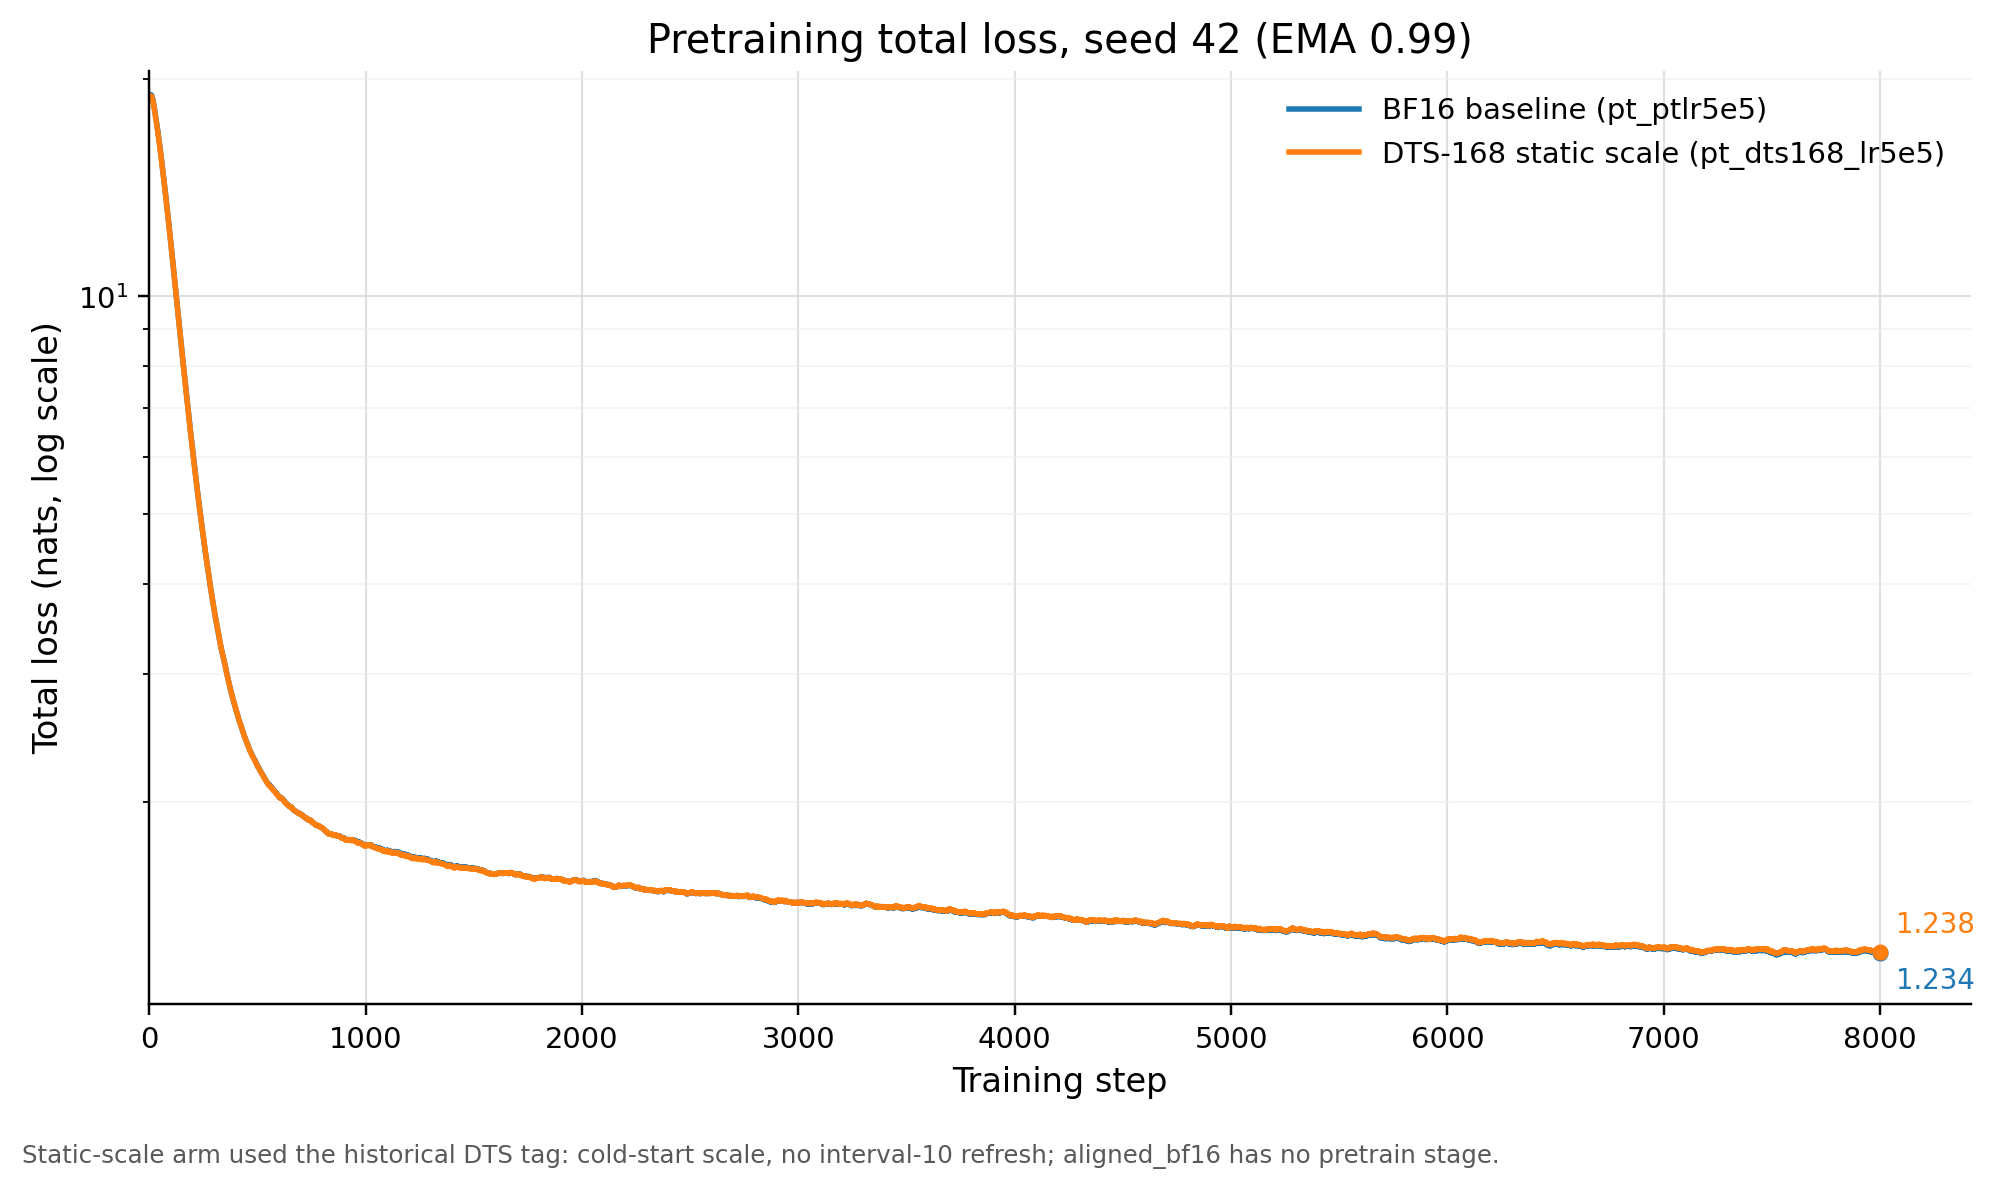 Pretraining total loss, seed 42 (EMA 0.99)
BF16 baseline (pt_ptlr5e5)
DTS-168 static scale (pt_dts168_lr5e5)
10¹
Total loss (nats, log scale)
1.238
1.234
0 1000 2000 3000 4000 5000 6000 7000 8000
Training step
Static-scale arm used the historical DTS tag: cold-start scale, no interval-10 refresh; aligned_bf16 has no pretrain stage.